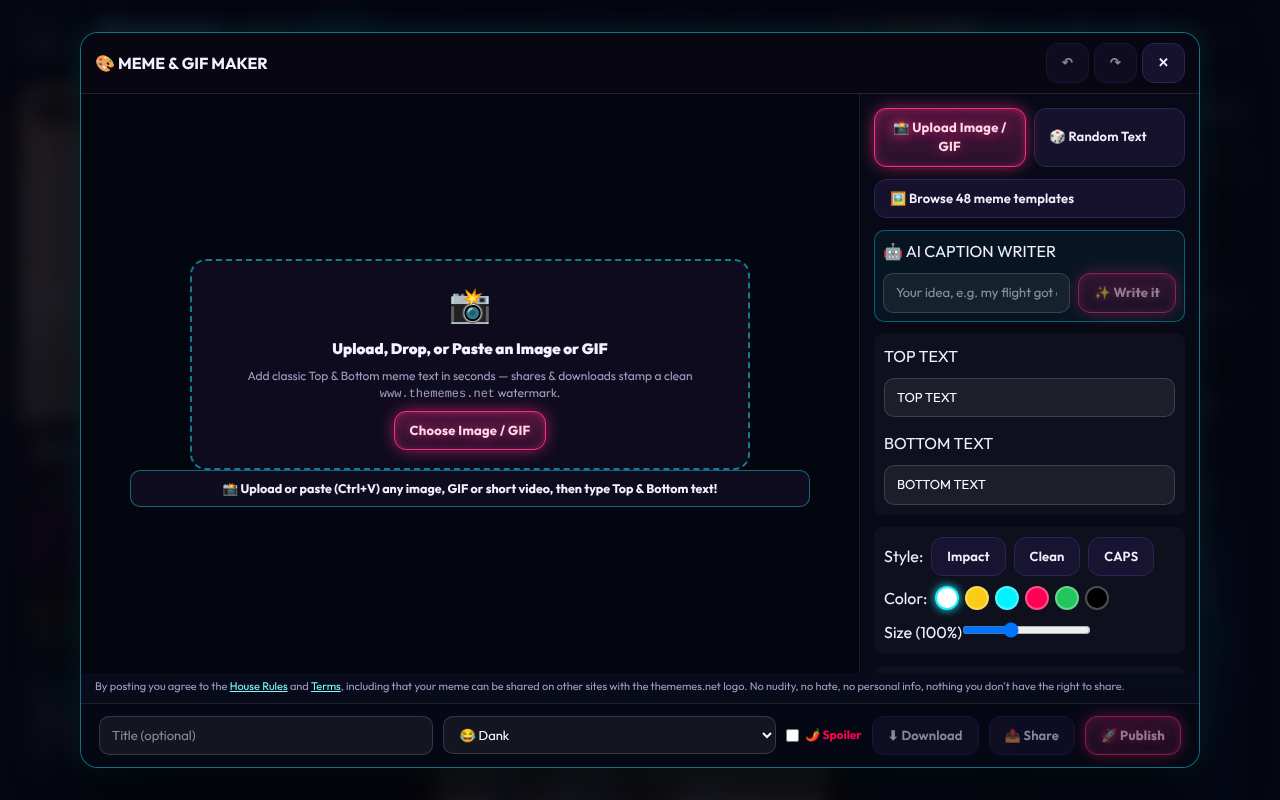 🎨 MEME & GIF MAKER
↶
↷
✕
📸 Upload Image / GIF
🎲 Random Text
🖼️ Browse 48 meme templates
🤖 AI CAPTION WRITER
Your idea, e.g. my flight got
✨ Write it
📸
Upload, Drop, or Paste an Image or GIF
Add classic Top & Bottom meme text in seconds — shares & downloads stamp a clean
www.thememes.net watermark.
Choose Image / GIF
📸 Upload or paste (Ctrl+V) any image, GIF or short video, then type Top & Bottom text!
TOP TEXT
TOP TEXT
BOTTOM TEXT
BOTTOM TEXT
Style: Impact Clean CAPS
Color:
Size (100%)
By posting you agree to the House Rules and Terms, including that your meme can be shared on other sites with the thememes.net logo. No nudity, no hate, no personal info, nothing you don't have the right to share.
Title (optional)
😂 Dank
🌶️ Spoiler
⬇ Download
📤 Share
🚀 Publish